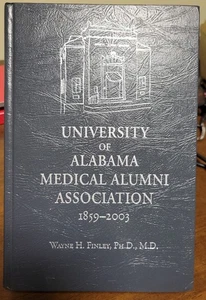 UNIVERSITY
OF
ALABAMA
MEDICAL ALUMNI
ASSOCIATION
1859–2003
WAYNE H. FINLEY, PH.D., M.D.